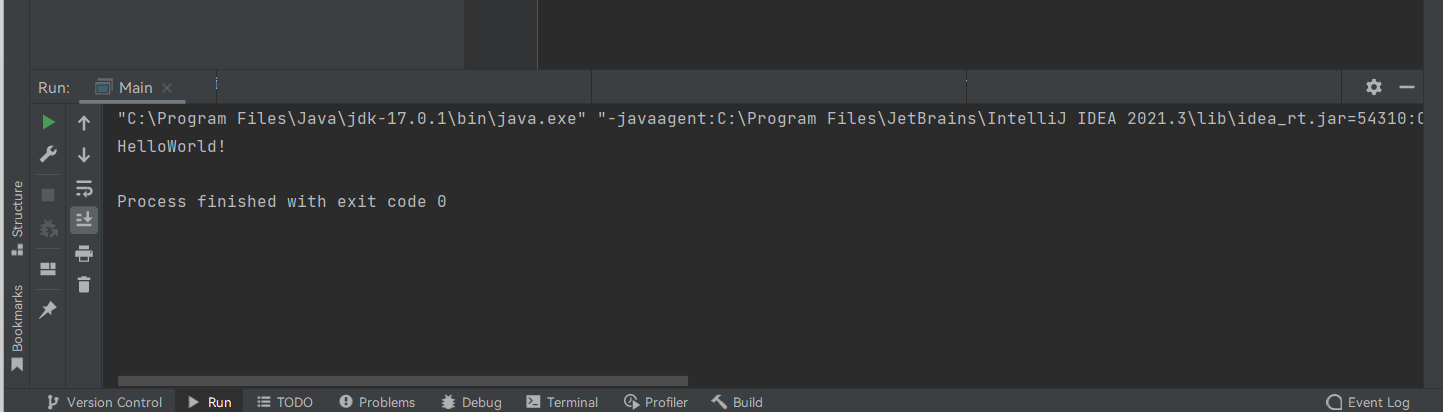 Run: Main
"C:\Program Files\Java\jdk-17.0.1\bin\java.exe" "-javaagent:C:\Program Files\JetBrains\IntelliJ IDEA 2021.3\lib\idea_rt.jar=54310:C
HelloWorld!
Process finished with exit code 0
Structure
Bookmarks
Version Control Run TODO Problems Debug Terminal Profiler Build Event Log